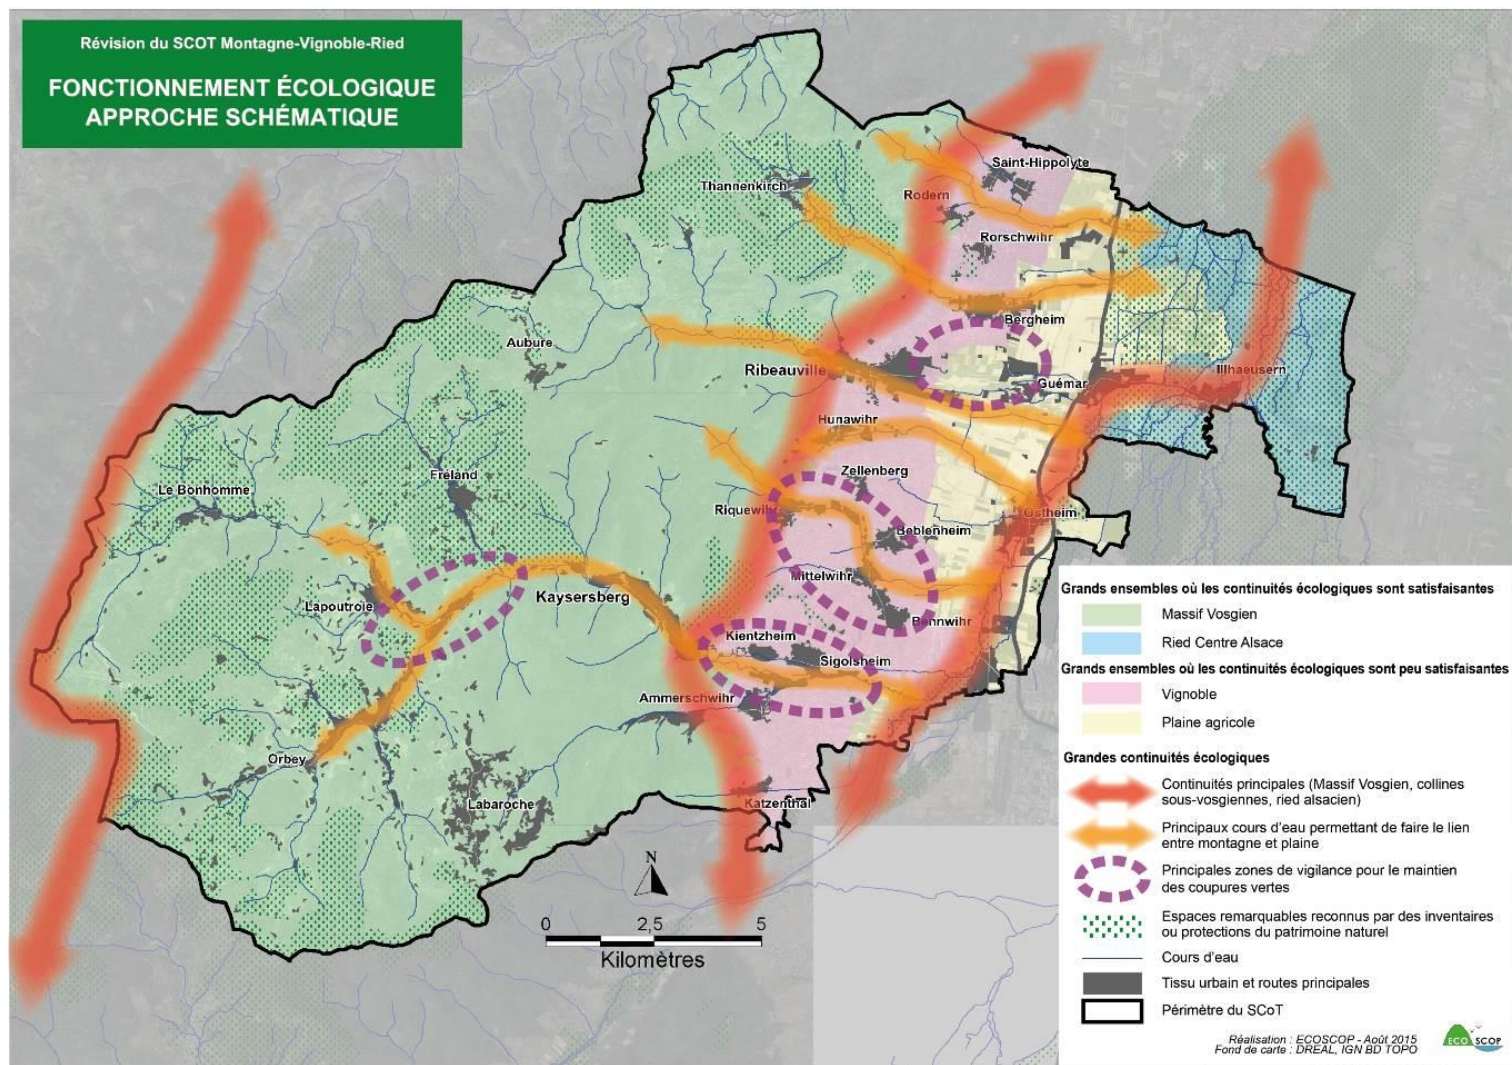 Révision du SCOT Montagne-Vignoble-Ried
FONCTIONNEMENT ÉCOLOGIQUE
APPROCHE SCHÉMATIQUE
Saint-Hippolyte
Thannenkirch
Rodern
Rorschwihr
Bergheim
Aubure
Ribeauvillé
Guémar
Illhaeusern
Hunawihr
Zellenberg
Fréland
Le Bonhomme
Riquewihr
Ostheim
Beblenheim
Mittelwihr
Lapoutroie
Kaysersberg
Bennwihr
Kientzheim
Sigolsheim
Ammerschwihr
Orbey
Labaroche
Katzenthal
N
0 2,5 5
Kilomètres
Grands ensembles où les continuités écologiques sont satisfaisantes
Massif Vosgien
Ried Centre Alsace
Grands ensembles où les continuités écologiques sont peu satisfaisantes
Vignoble
Plaine agricole
Grandes continuités écologiques
Continuités principales (Massif Vosgien, collines
sous-vosgiennes, ried alsacien)
Principaux cours d'eau permettant de faire le lien
entre montagne et plaine
Principales zones de vigilance pour le maintien
des coupures vertes
Espaces remarquables reconnus par des inventaires
ou protections du patrimoine naturel
Cours d'eau
Tissu urbain et routes principales
Périmètre du SCoT
Réalisation : ECOSCOP - Août 2015
Fond de carte : DREAL, IGN BD TOPO
ECO SCOP